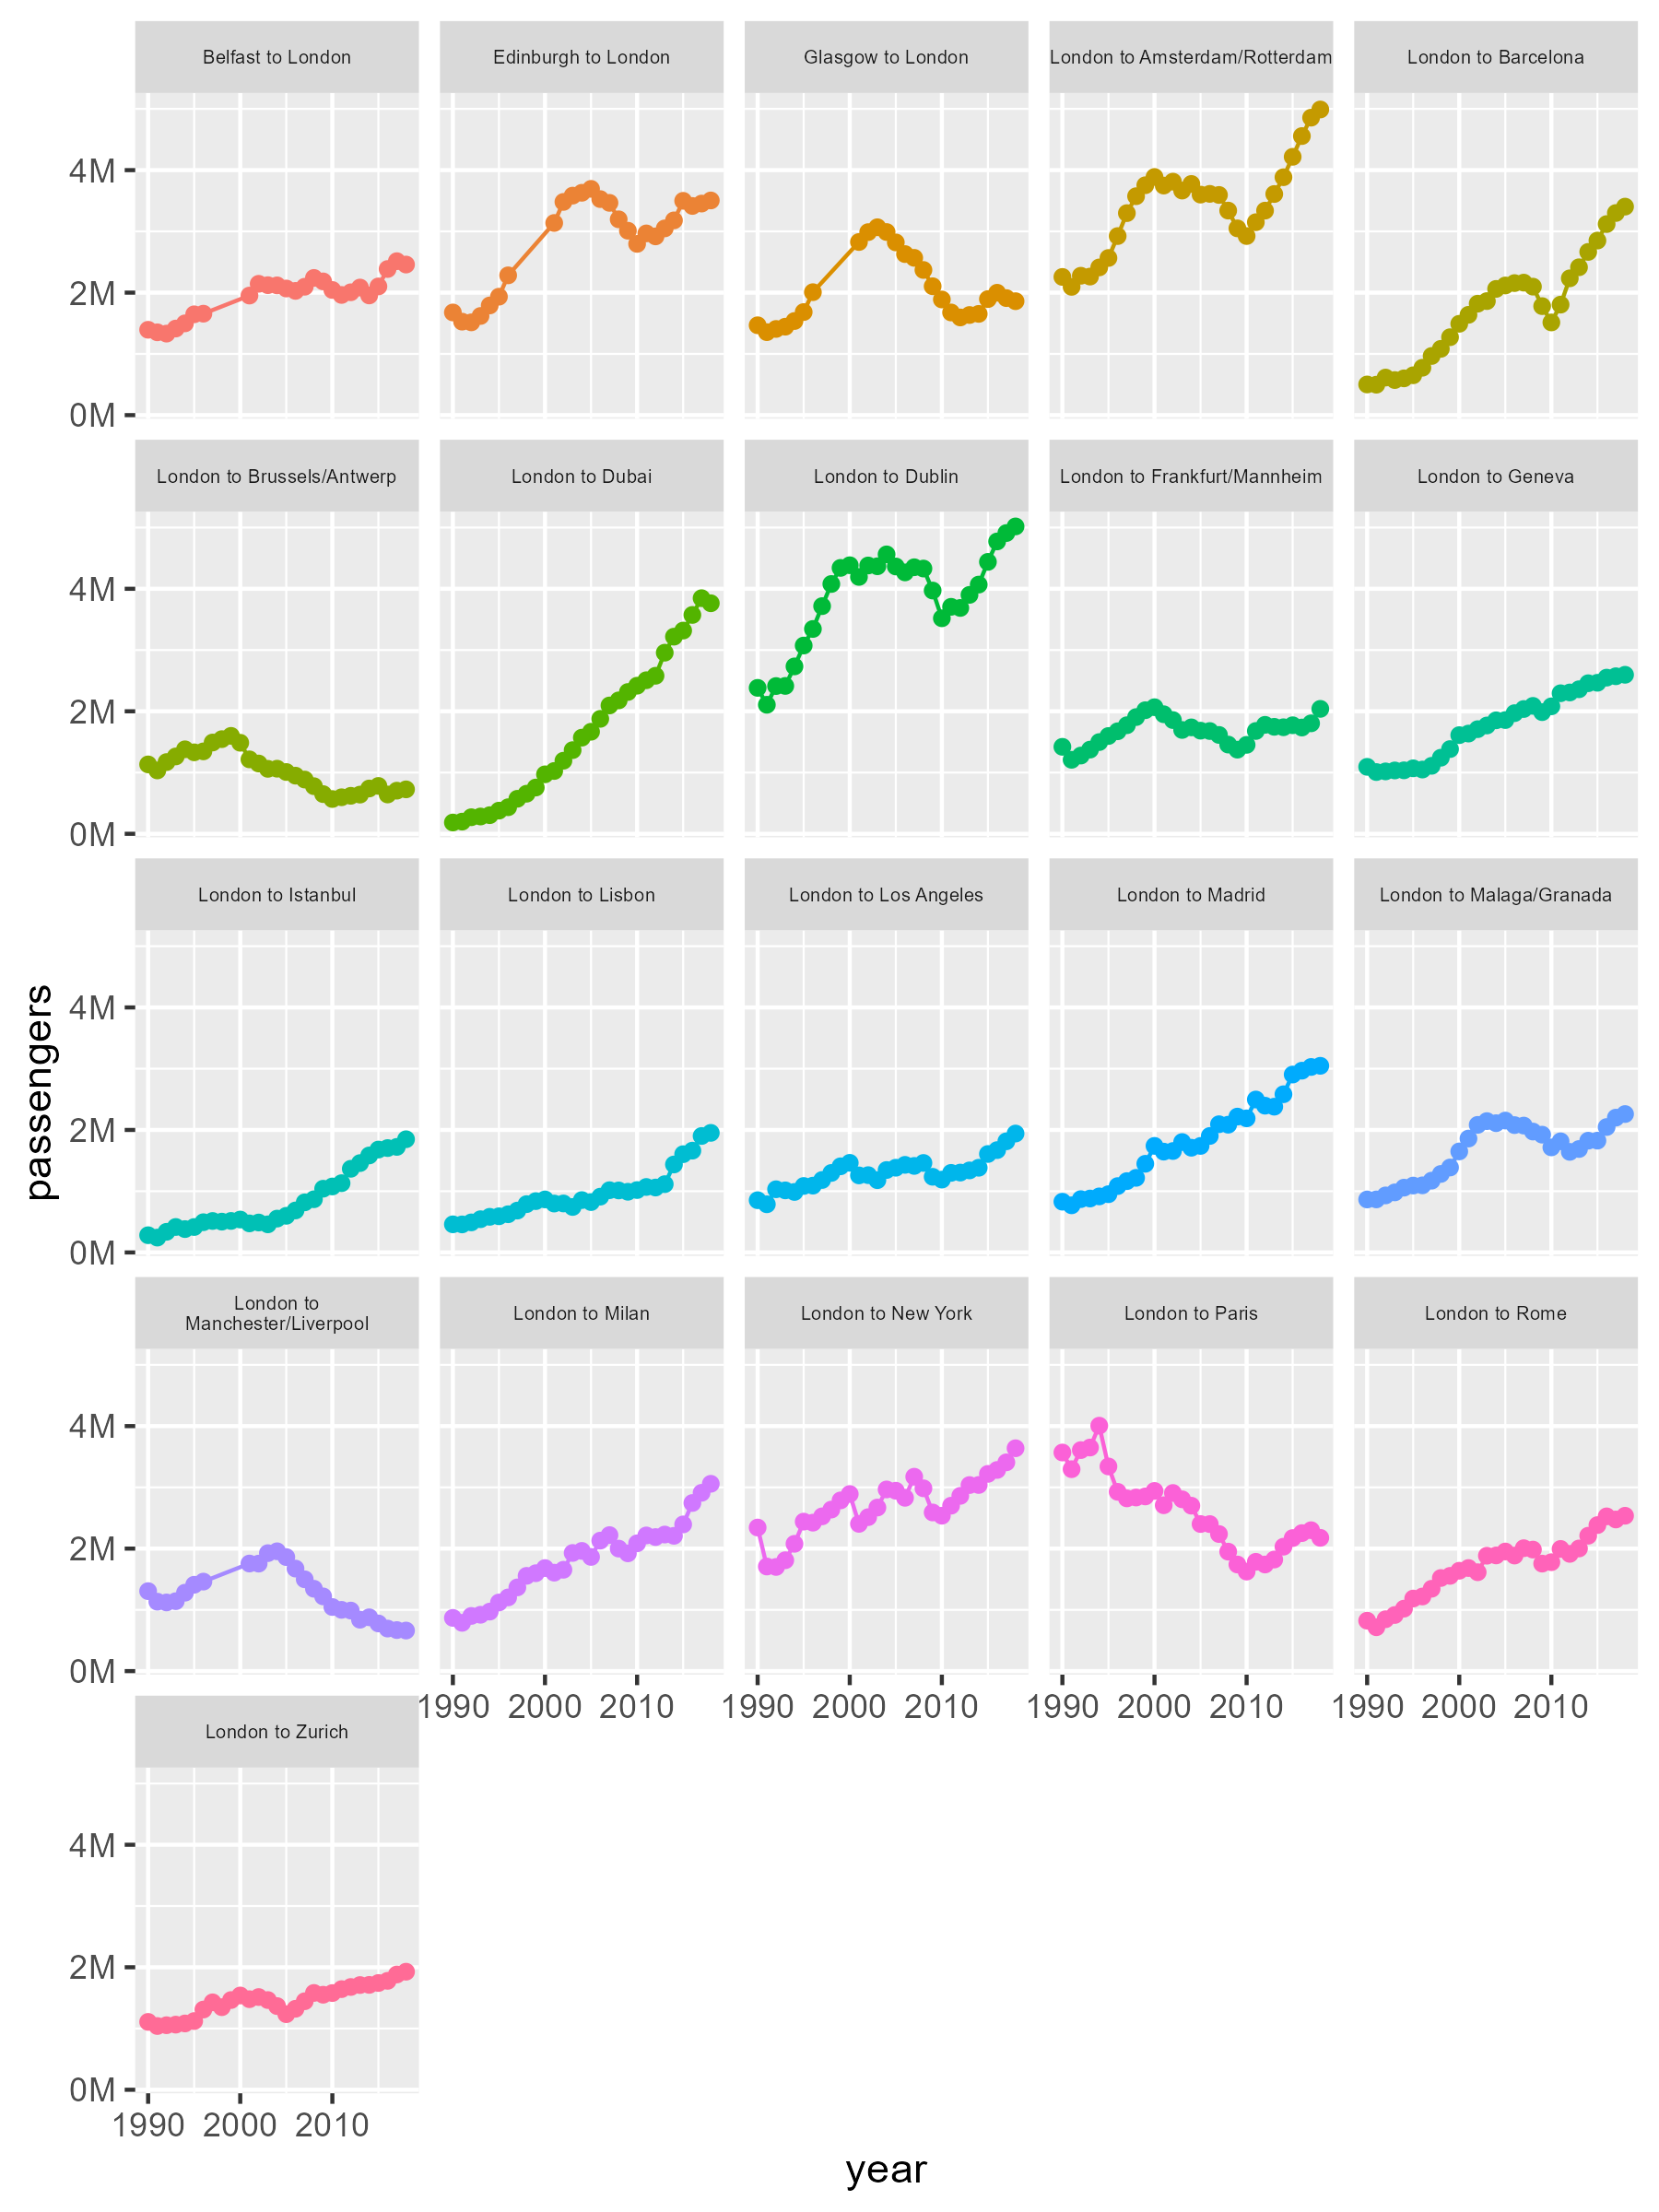 Belfast to London
Edinburgh to London
Glasgow to London
London to Amsterdam/Rotterdam
London to Barcelona
4M
2M
0M
London to Brussels/Antwerp
London to Dubai
London to Dublin
London to Frankfurt/Mannheim
London to Geneva
4M
2M
0M
London to Istanbul
London to Lisbon
London to Los Angeles
London to Madrid
London to Malaga/Granada
4M
2M
0M
passengers
London to
Manchester/Liverpool
London to Milan
London to New York
London to Paris
London to Rome
4M
2M
0M
1990 2000 2010
1990 2000 2010
1990 2000 2010
1990 2000 2010
London to Zurich
4M
2M
0M
1990 2000 2010
year